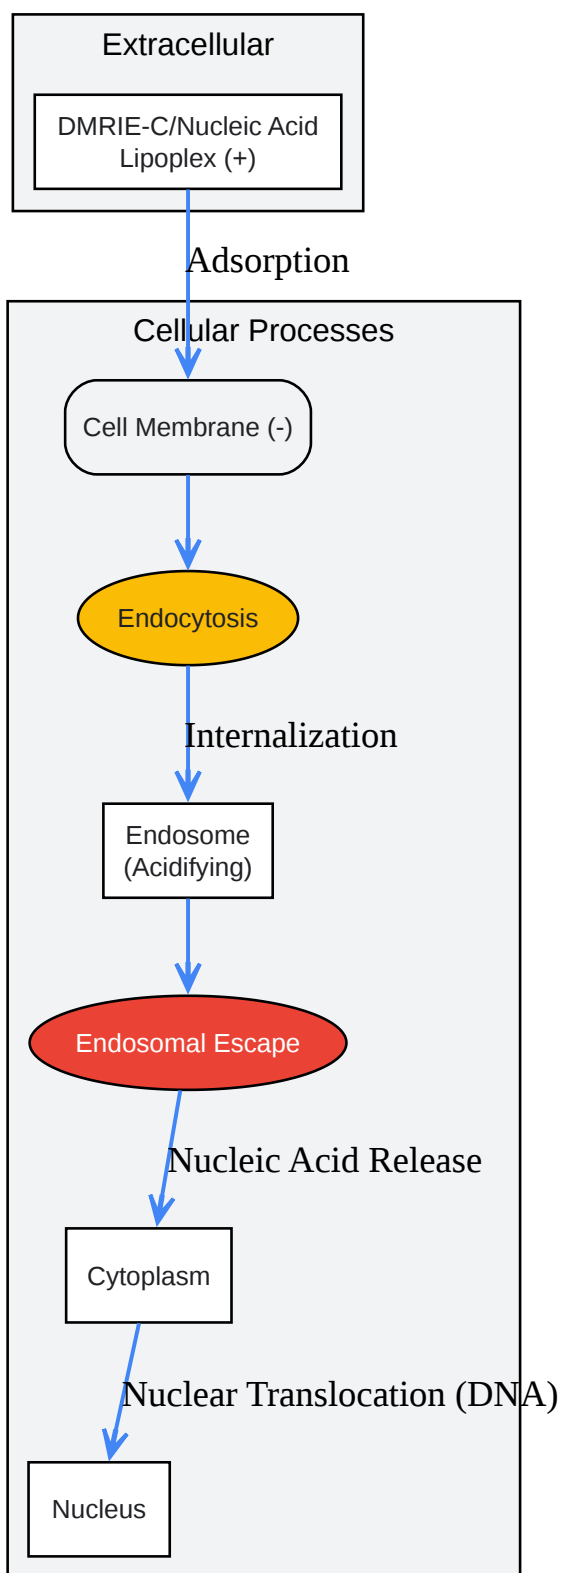 Extracellular
DMRIE-C/Nucleic Acid
Lipoplex (+)
Adsorption
Cellular Processes
Cell Membrane (-)
Endocytosis
Internalization
Endosome
(Acidifying)
Endosomal Escape
Nucleic Acid Release
Cytoplasm
Nuclear Translocation (DNA)
Nucleus